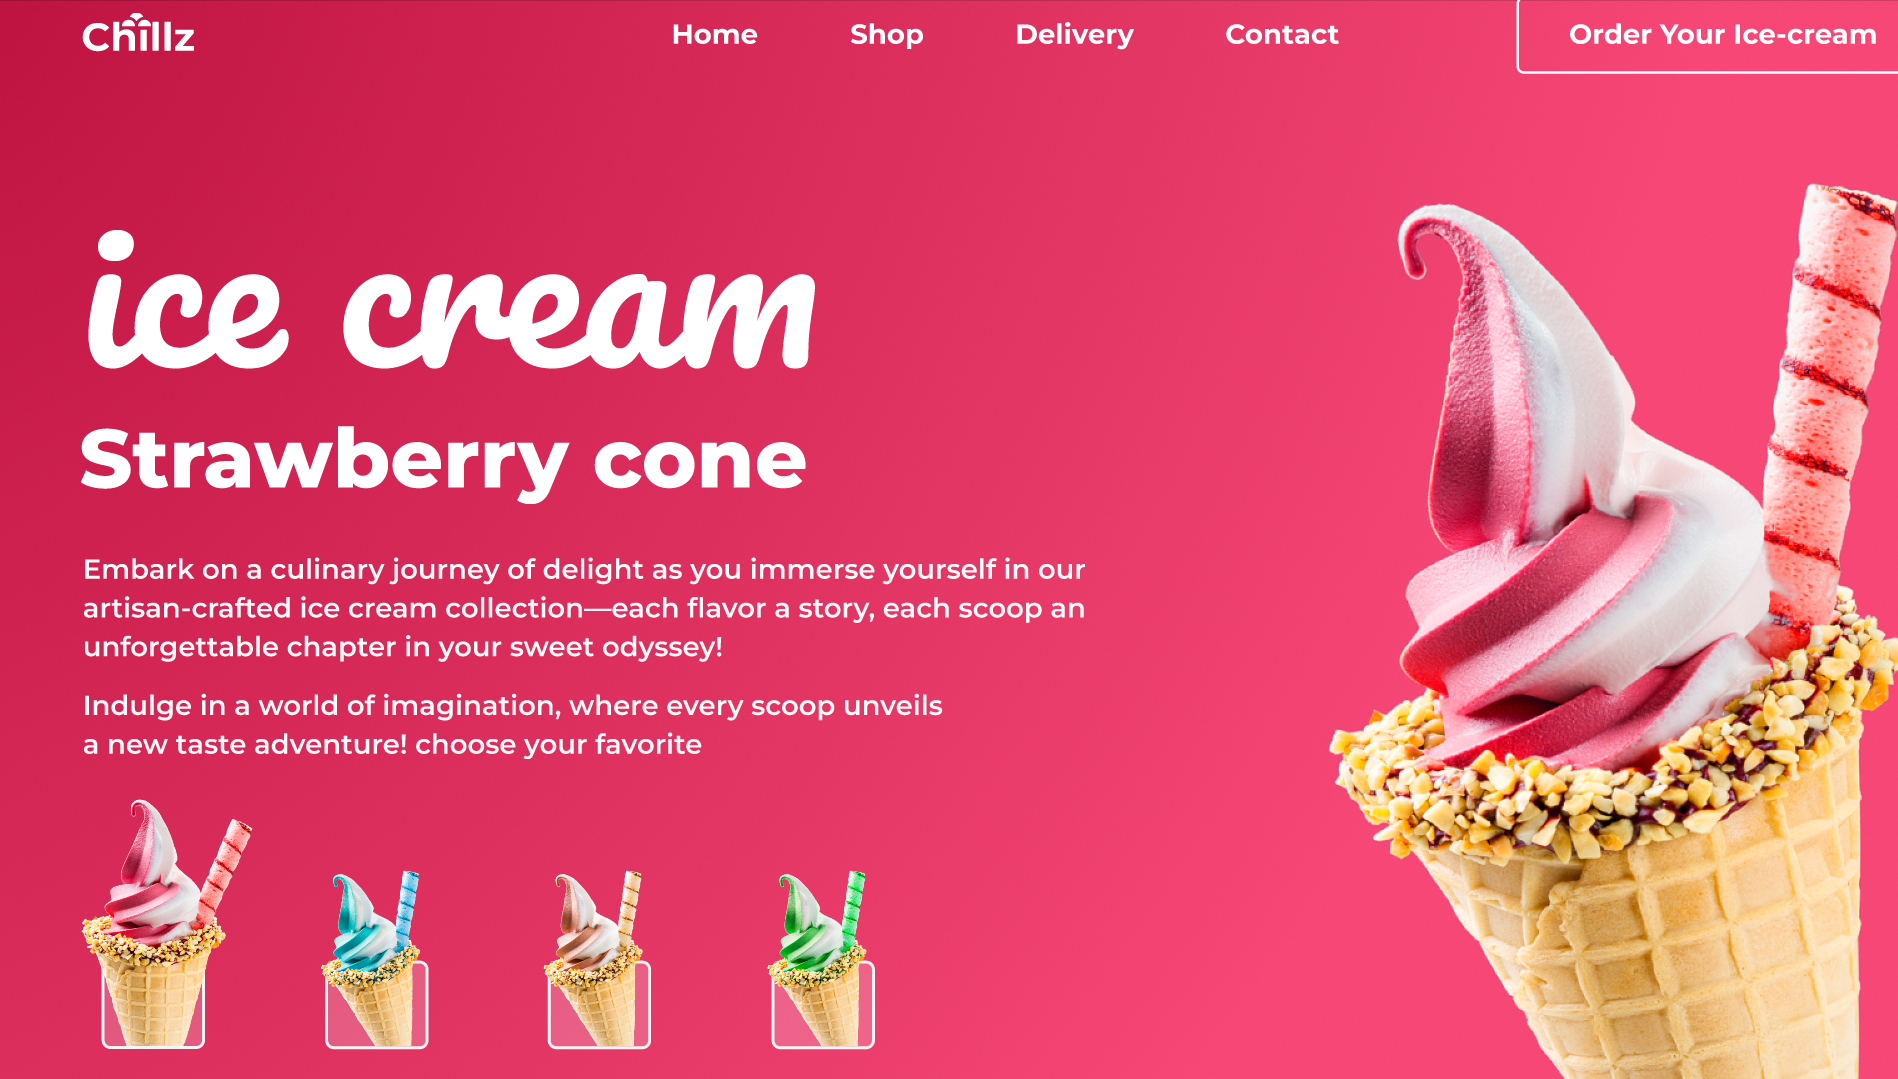 Chillz
Home
Shop
Delivery
Contact
Order Your Ice-cream
ice cream
Strawberry cone
Embark on a culinary journey of delight as you immerse yourself in our
artisan-crafted ice cream collection—each flavor a story, each scoop an
unforgettable chapter in your sweet odyssey!
Indulge in a world of imagination, where every scoop unveils
a new taste adventure! choose your favorite